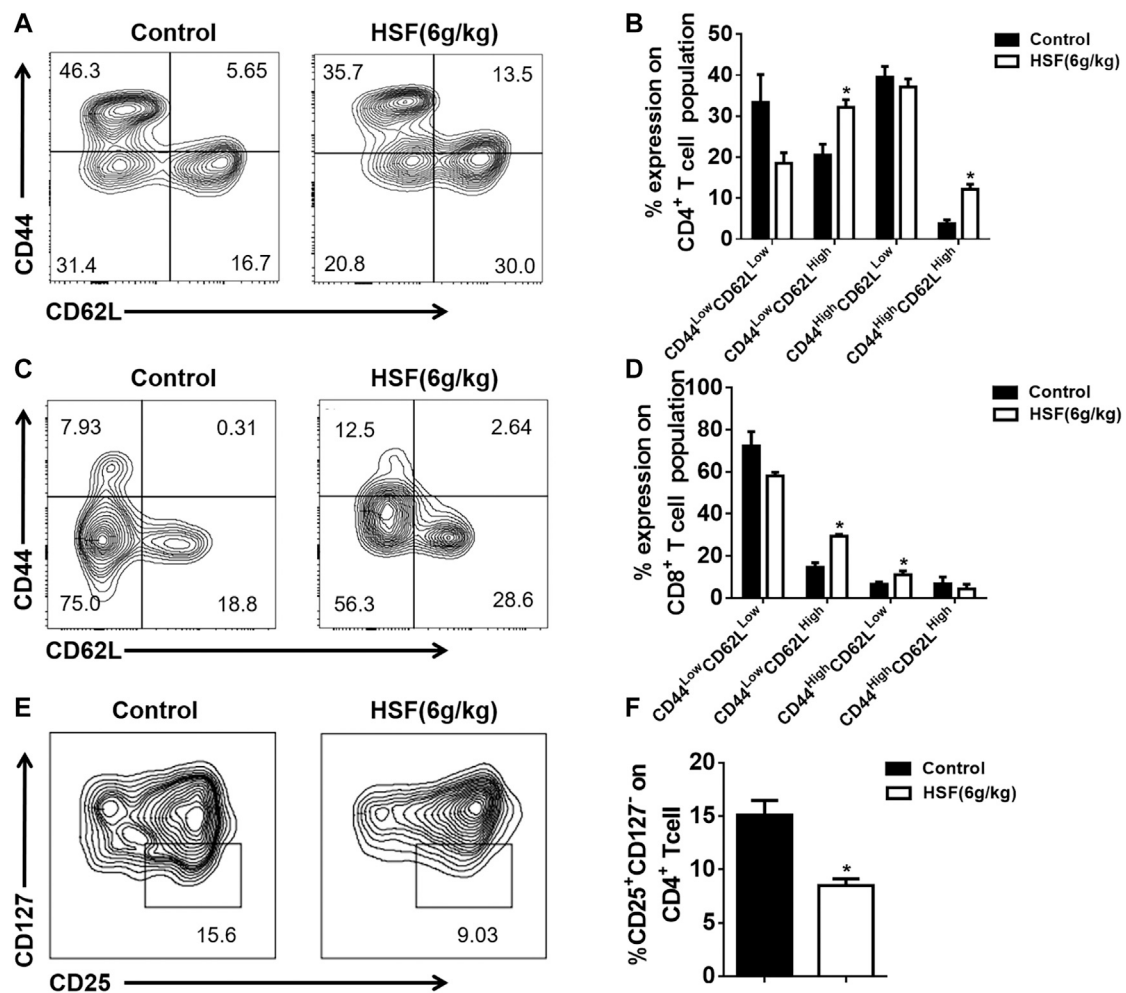 A
Control
HSF(6g/kg)
46.3
5.65
31.4
16.7
35.7
13.5
20.8
30.0
CD44
CD62L
B
Control
HSF(6g/kg)
% expression on
CD4⁺ T cell population
50
40
30
20
10
0
*
*
CD44ᴸᵒʷCD62Lᴸᵒʷ
CD44ᴸᵒʷCD62Lᴴⁱᵍʰ
CD44ᴴⁱᵍʰCD62Lᴸᵒʷ
CD44ᴴⁱᵍʰCD62Lᴴⁱᵍʰ
C
Control
HSF(6g/kg)
7.93
0.31
75.0
18.8
12.5
2.64
56.3
28.6
CD44
CD62L
D
Control
HSF(6g/kg)
% expression on
CD8⁺ T cell population
100
80
60
40
20
0
*
*
CD44ᴸᵒʷCD62Lᴸᵒʷ
CD44ᴸᵒʷCD62Lᴴⁱᵍʰ
CD44ᴴⁱᵍʰCD62Lᴸᵒʷ
CD44ᴴⁱᵍʰCD62Lᴴⁱᵍʰ
E
Control
HSF(6g/kg)
15.6
9.03
CD127
CD25
F
Control
HSF(6g/kg)
%CD25⁺CD127⁻ on
CD4⁺ Tcell
20
15
10
5
0
*